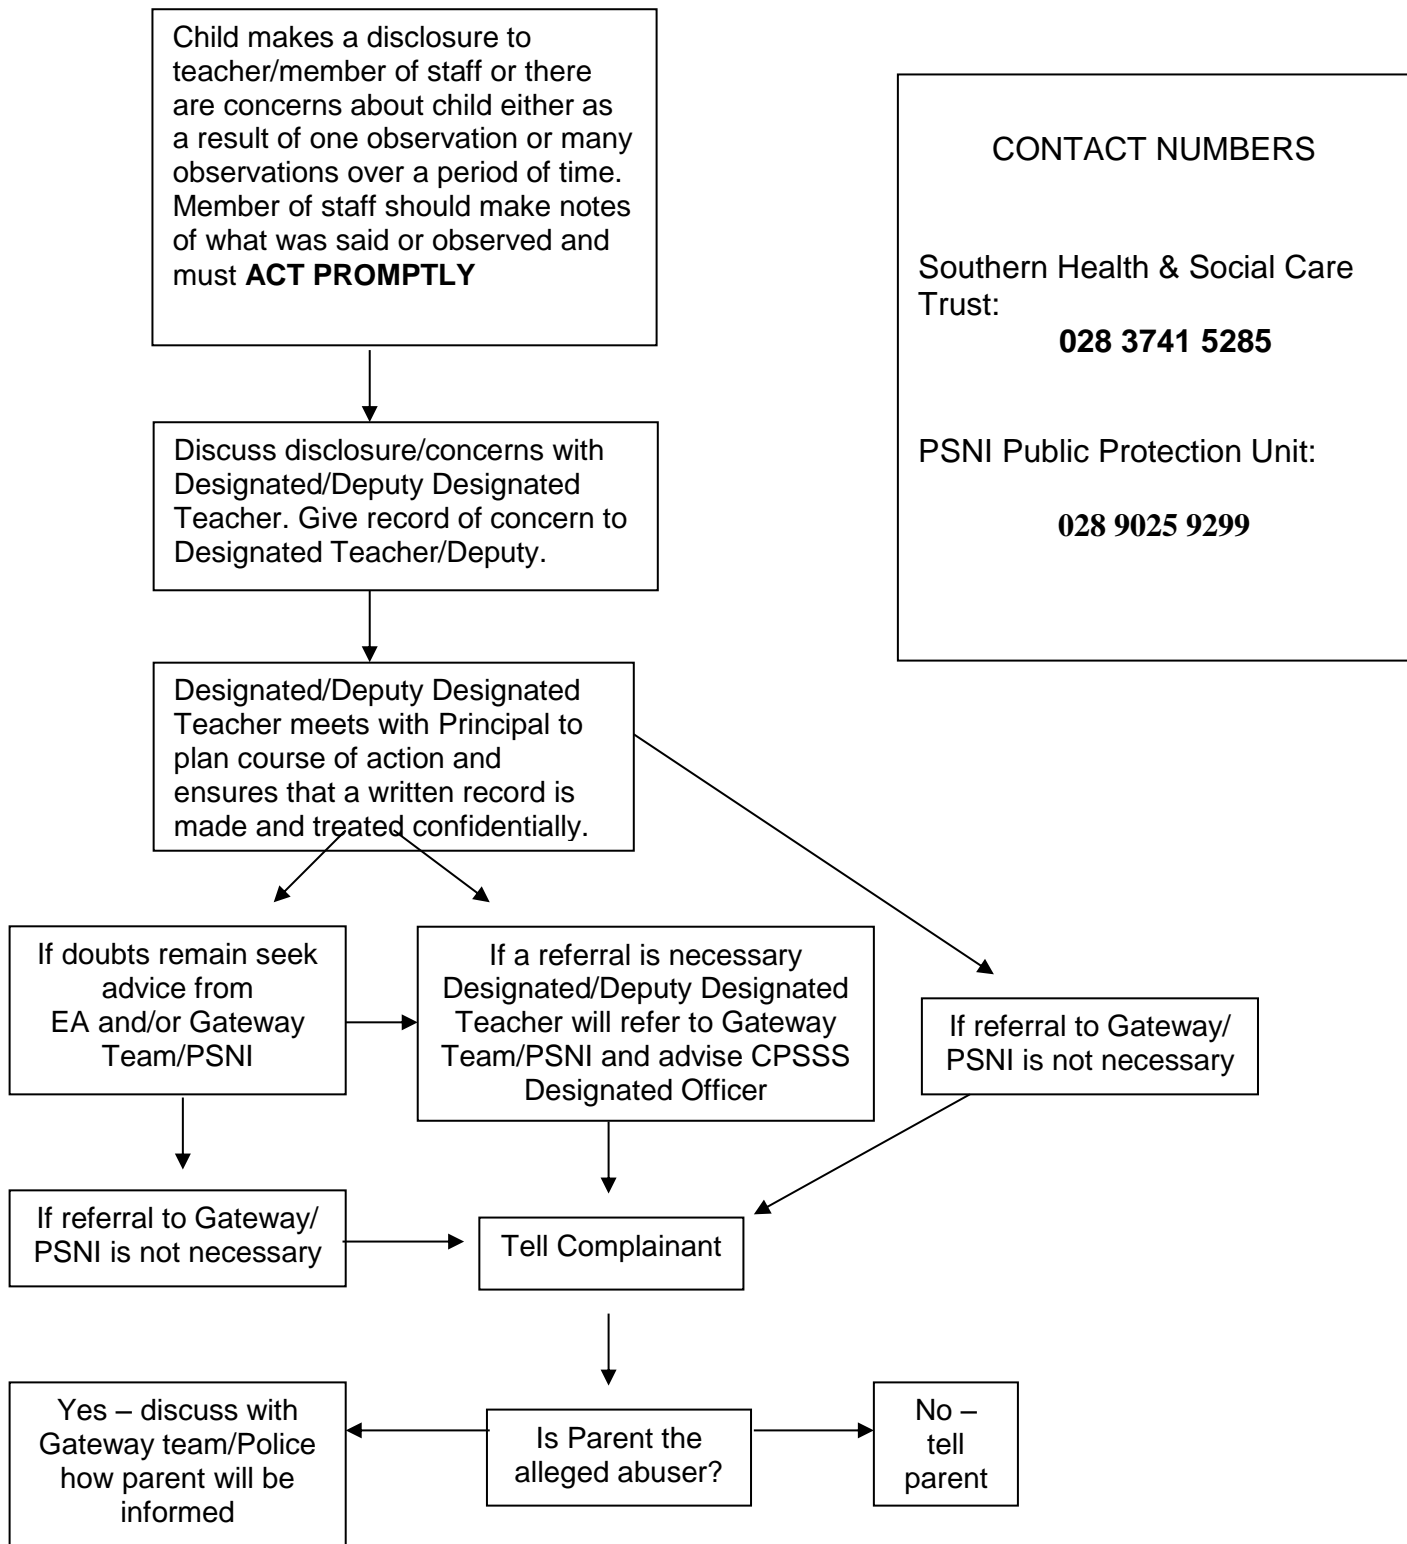 Child makes a disclosure to
teacher/member of staff or there
are concerns about child either as
a result of one observation or many
observations over a period of time.
Member of staff should make notes
of what was said or observed and
must ACT PROMPTLY
CONTACT NUMBERS
Southern Health & Social Care
Trust:
028 3741 5285
PSNI Public Protection Unit:
028 9025 9299
Discuss disclosure/concerns with
Designated/Deputy Designated
Teacher. Give record of concern to
Designated Teacher/Deputy.
Designated/Deputy Designated
Teacher meets with Principal to
plan course of action and
ensures that a written record is
made and treated confidentially.
If doubts remain seek
advice from
EA and/or Gateway
Team/PSNI
If a referral is necessary
Designated/Deputy Designated
Teacher will refer to Gateway
Team/PSNI and advise CPSSS
Designated Officer
If referral to Gateway/
PSNI is not necessary
If referral to Gateway/
PSNI is not necessary
Tell Complainant
Yes – discuss with
Gateway team/Police
how parent will be
informed
Is Parent the
alleged abuser?
No –
tell
parent